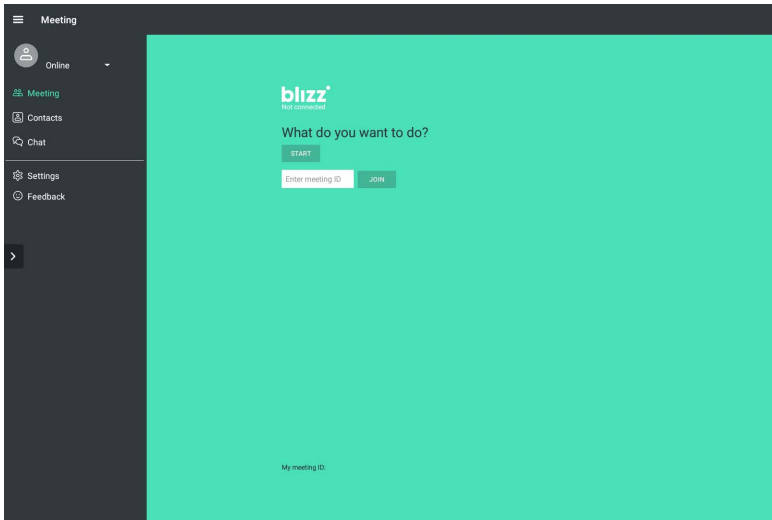 Meeting
Online
Meeting
Contacts
Chat
Settings
Feedback
blizz
Not connected
What do you want to do?
START
Enter meeting ID JOIN
My meeting ID: